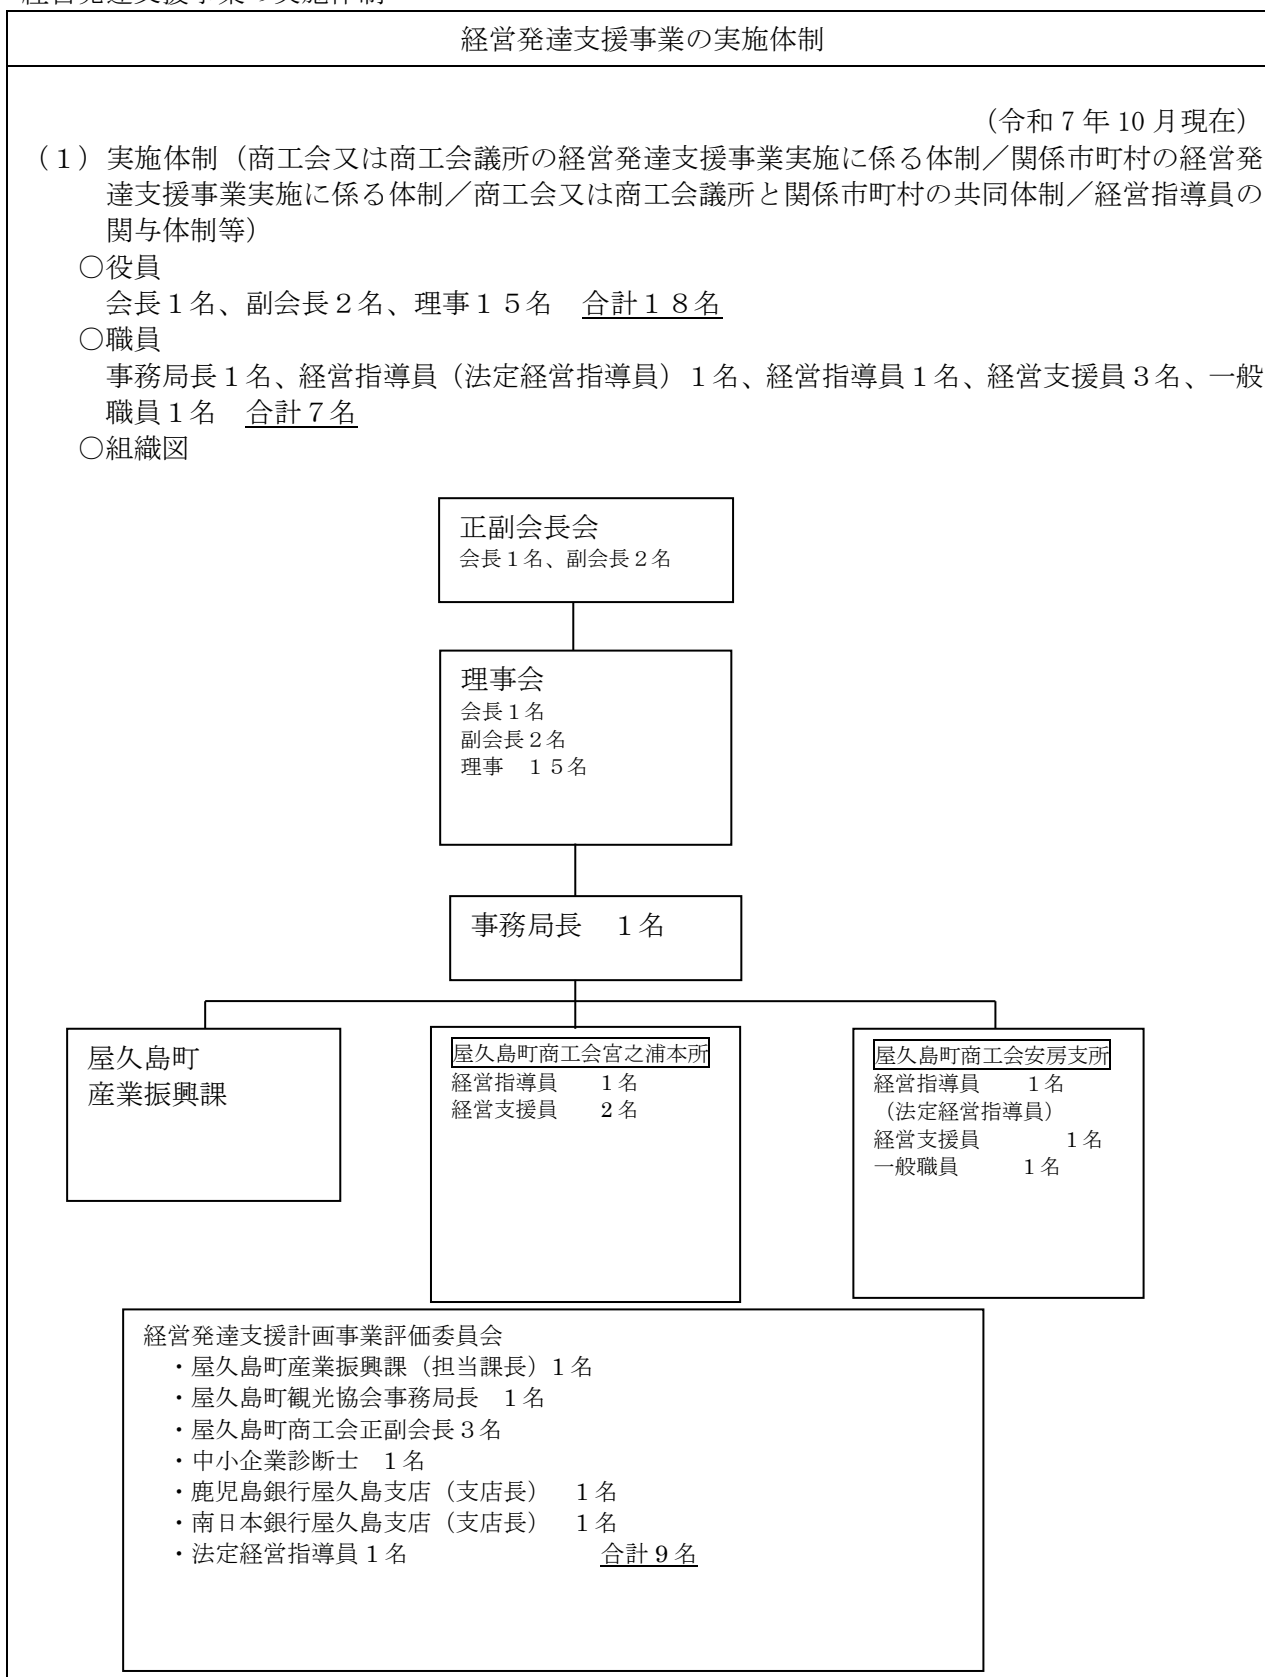 経営発達支援事業の実施体制
経営発達支援事業の実施体制
（令和７年 10 月現在）
（１）実施体制（商工会又は商工会議所の経営発達支援事業実施に係る体制／関係市町村の経営発
達支援事業実施に係る体制／商工会又は商工会議所と関係市町村の共同体制／経営指導員の
関与体制等）
○役員
会長１名、副会長２名、理事１５名　合計１８名
○職員
事務局長１名、経営指導員（法定経営指導員）１名、経営指導員１名、経営支援員３名、一般
職員１名　合計７名
○組織図
正副会長会
会長１名、副会長２名
理事会
会長１名
副会長２名
理事　１５名
事務局長　１名
屋久島町
産業振興課
屋久島町商工会宮之浦本所
経営指導員　１名
経営支援員　2 名
屋久島町商工会安房支所
経営指導員　１名
（法定経営指導員）
経営支援員　　１名
一般職員　　１名
経営発達支援計画事業評価委員会
・屋久島町産業振興課（担当課長）１名
・屋久島町観光協会事務局長　１名
・屋久島町商工会正副会長３名
・中小企業診断士　１名
・鹿児島銀行屋久島支店（支店長）　１名
・南日本銀行屋久島支店（支店長）　１名
・法定経営指導員１名　　合計 9 名